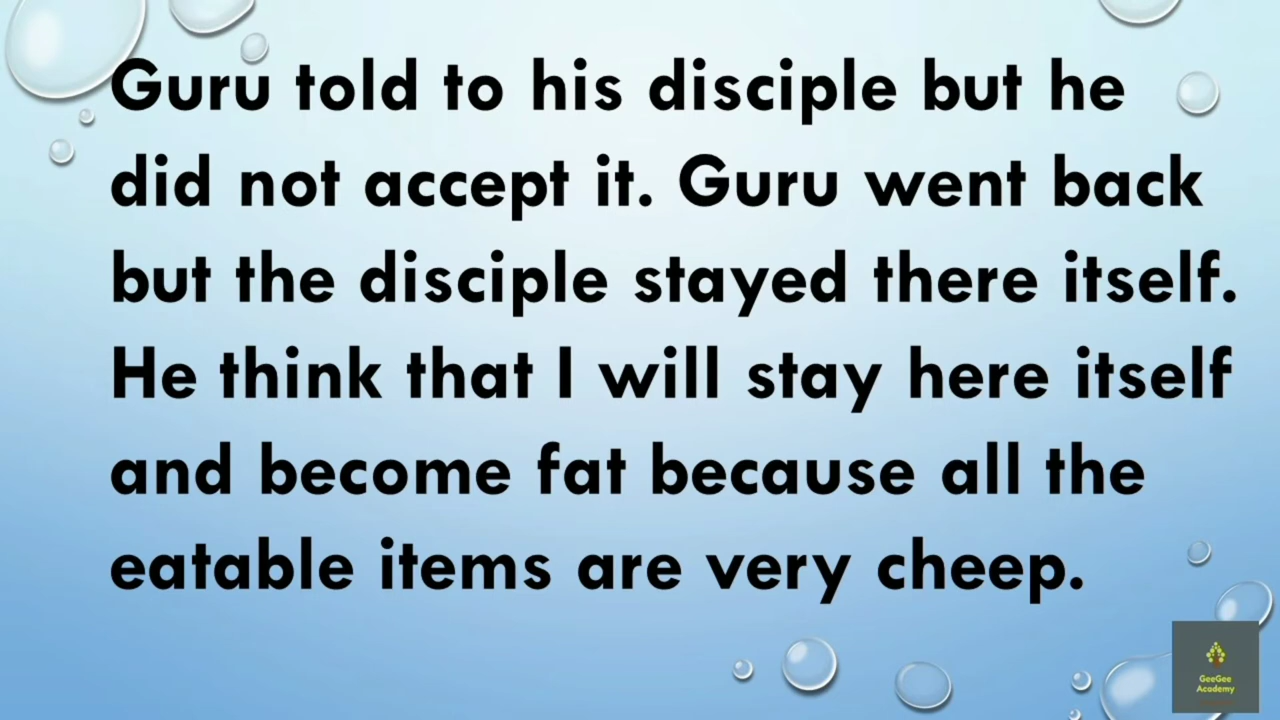 Guru told to his disciple but he
did not accept it. Guru went back
but the disciple stayed there itself.
He think that I will stay here itself
and become fat because all the
eatable items are very cheep.
GeeGee
Academy